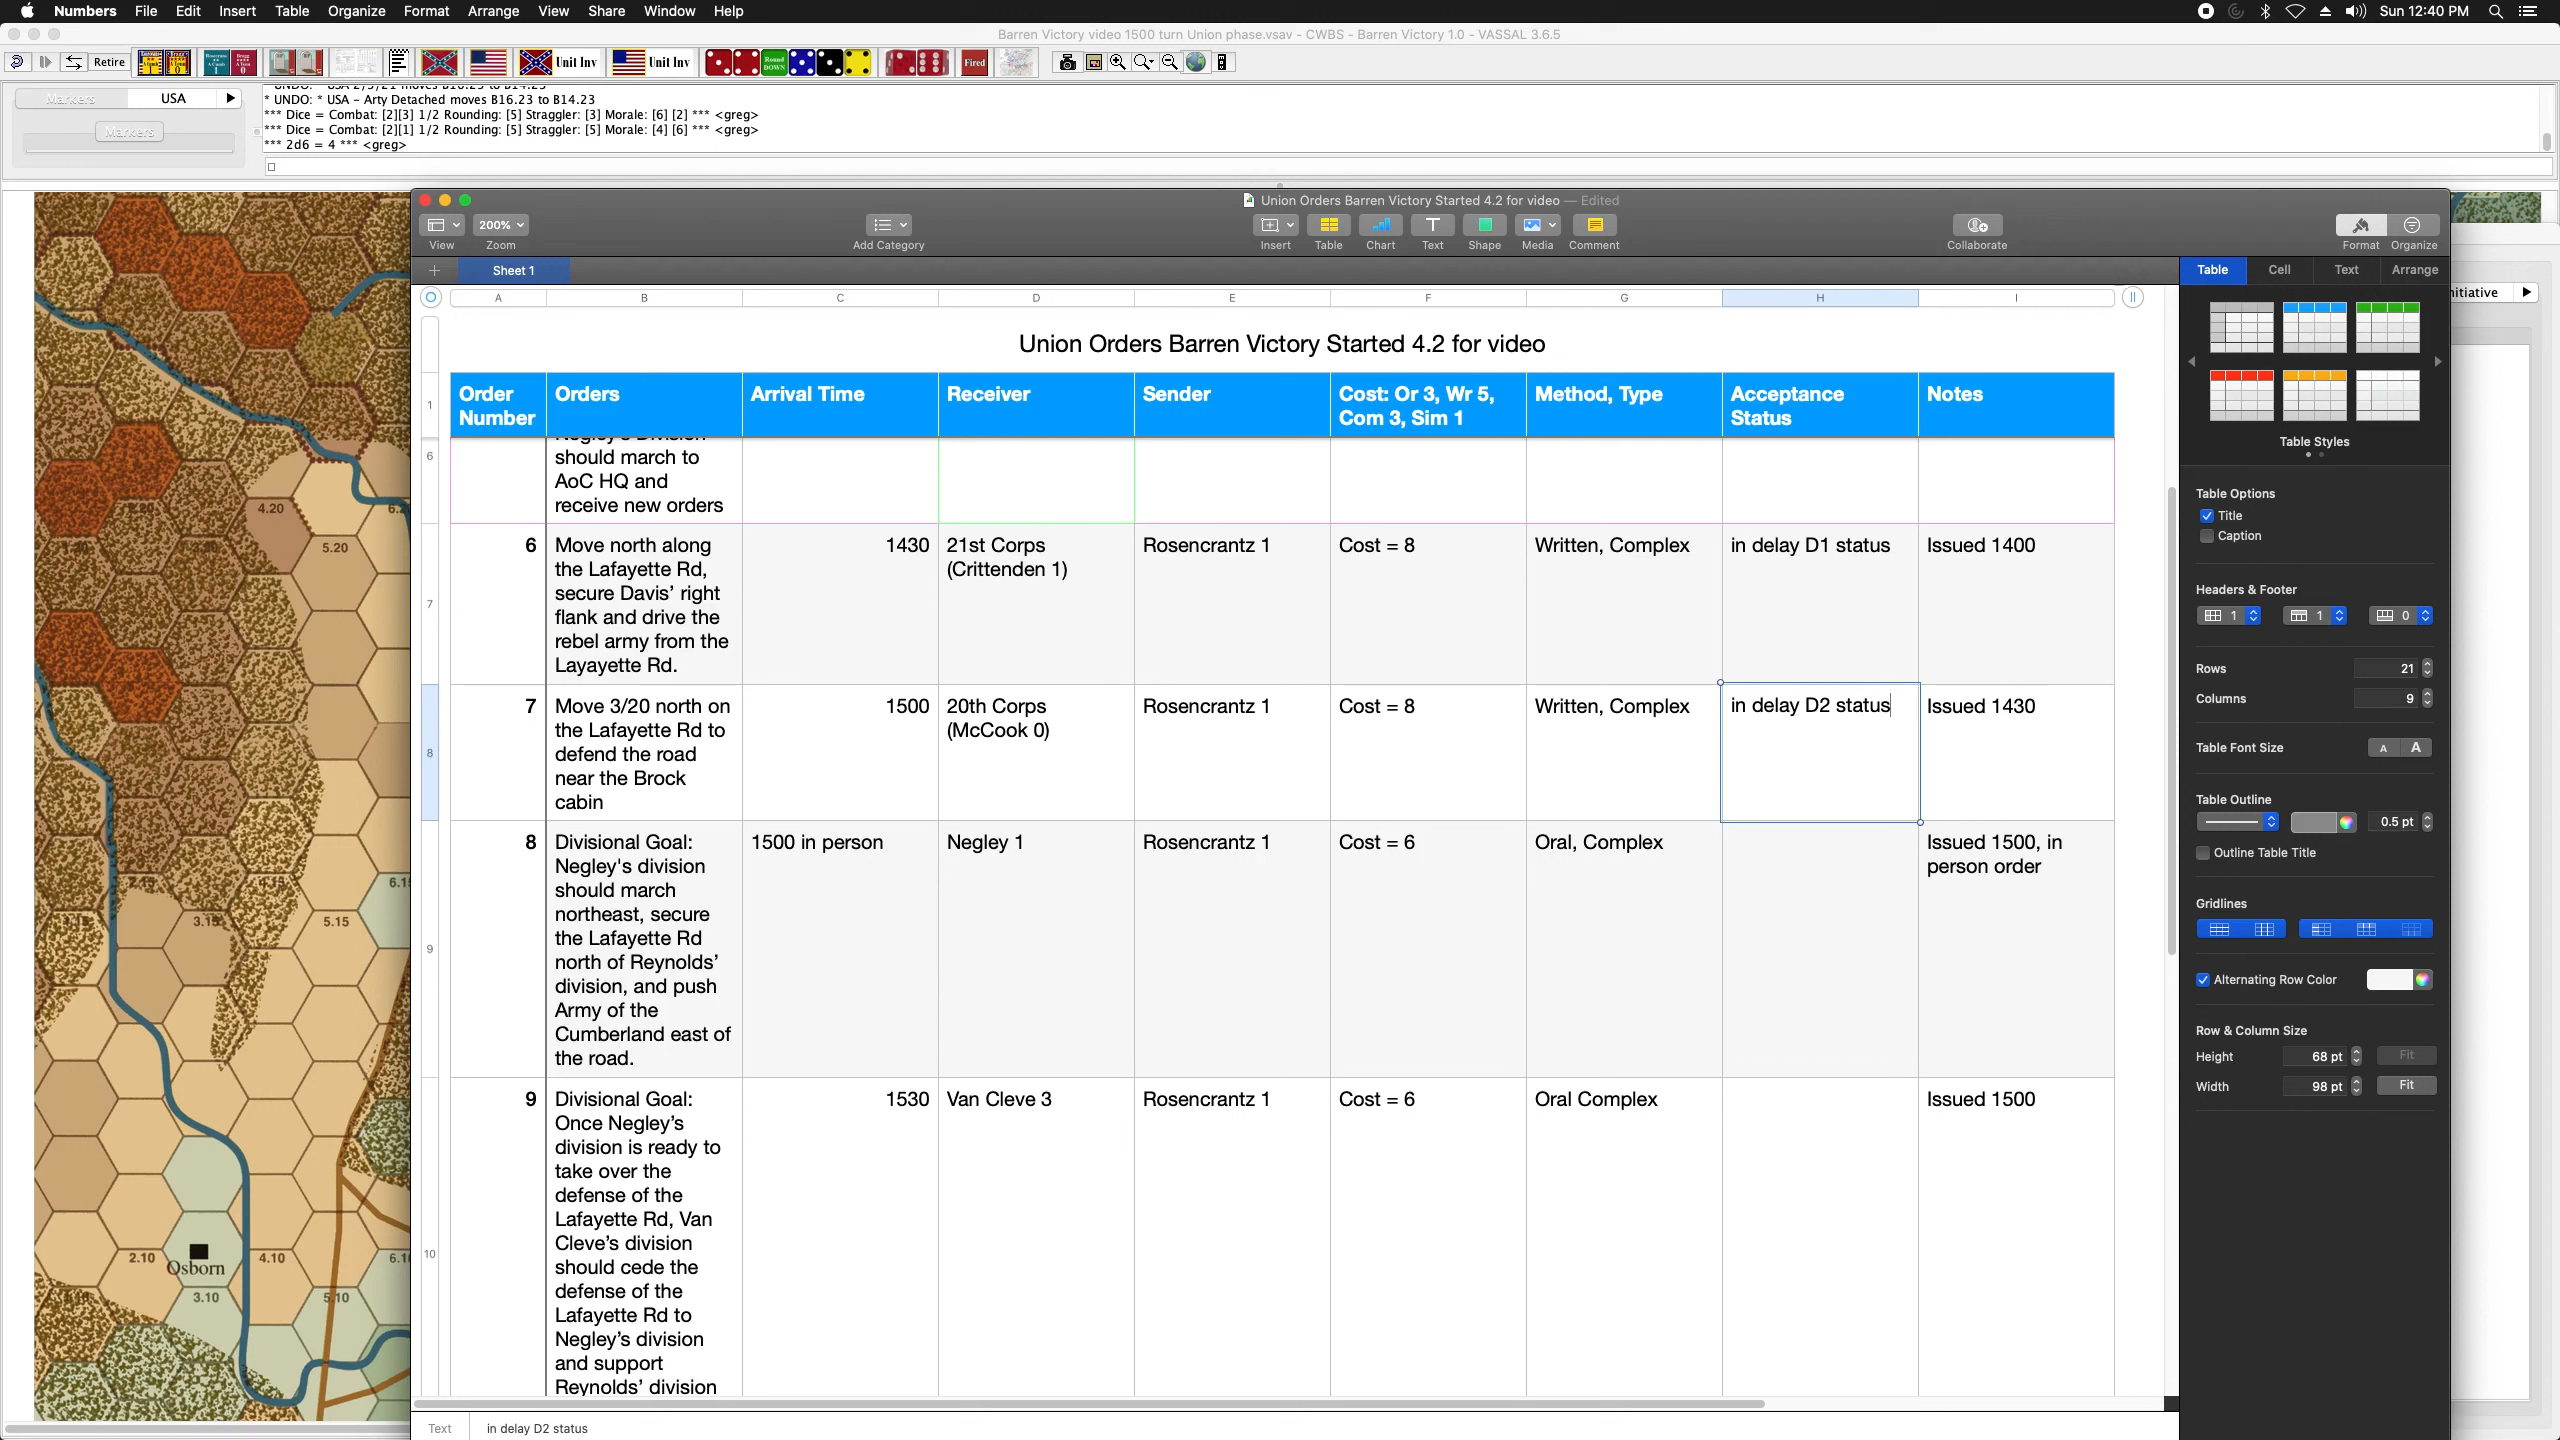 Numbers File Edit Insert Table Organize Format Arrange View Share Window Help
Sun 12:40 PM
Barren Victory video 1500 turn Union phase.vsav - CWBS - Barren Victory 1.0 - VASSAL 3.6.5
Retire
Round DOWN
Unit Inv
Unit Inv
Fired
Markers USA
Markers
* UNDO: * USA - Arty Detached moves B16.23 to B14.23
*** Dice = Combat: [2][3] 1/2 Rounding: [5] Straggler: [3] Morale: [6] [2] *** <greg>
*** Dice = Combat: [2][1] 1/2 Rounding: [5] Straggler: [5] Morale: [4] [6] *** <greg>
*** 2d6 = 4 *** <greg>
Union Orders Barren Victory Started 4.2 for video — Edited
200%
View Zoom Add Category Insert Table Chart Text Shape Media Comment Collaborate Format Organize
Sheet 1
Table Cell Text Arrange
A B C D E F G H I
Union Orders Barren Victory Started 4.2 for video
1
Order Number
Orders
Arrival Time
Receiver
Sender
Cost: Or 3, Wr 5, Com 3, Sim 1
Method, Type
Acceptance Status
Notes
6
Negley's Division
should march to
AoC HQ and
receive new orders
7
6
Move north along
the Lafayette Rd,
secure Davis’ right
flank and drive the
rebel army from the
Layayette Rd.
1430
21st Corps
(Crittenden 1)
Rosencrantz 1
Cost = 8
Written, Complex
in delay D1 status
Issued 1400
8
7
Move 3/20 north on
the Lafayette Rd to
defend the road
near the Brock
cabin
1500
20th Corps
(McCook 0)
Rosencrantz 1
Cost = 8
Written, Complex
in delay D2 status
Issued 1430
9
8
Divisional Goal:
Negley's division
should march
northeast, secure
the Lafayette Rd
north of Reynolds’
division, and push
Army of the
Cumberland east of
the road.
1500 in person
Negley 1
Rosencrantz 1
Cost = 6
Oral, Complex
Issued 1500, in
person order
10
9
Divisional Goal:
Once Negley’s
division is ready to
take over the
defense of the
Lafayette Rd, Van
Cleve’s division
should cede the
defense of the
Lafayette Rd to
Negley’s division
and support
Reynolds’ division
1530
Van Cleve 3
Rosencrantz 1
Cost = 6
Oral Complex
Issued 1500
Text in delay D2 status
Table Styles
Table Options
Title
Caption
Headers & Footer
1 1 0
Rows 21
Columns 9
Table Font Size A A
Table Outline
0.5 pt
Outline Table Title
Gridlines
Alternating Row Color
Row & Column Size
Height 68 pt Fit
Width 98 pt Fit
4.20
5.20
4.15
6.15
3.15
5.15
2.10
Osborn
4.10
3.10
5.10